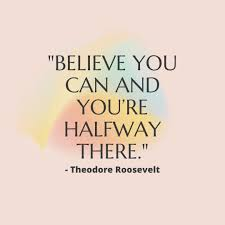 "BELIEVE YOU
CAN AND
YOU'RE
HALFWAY
THERE."
- Theodore Roosevelt